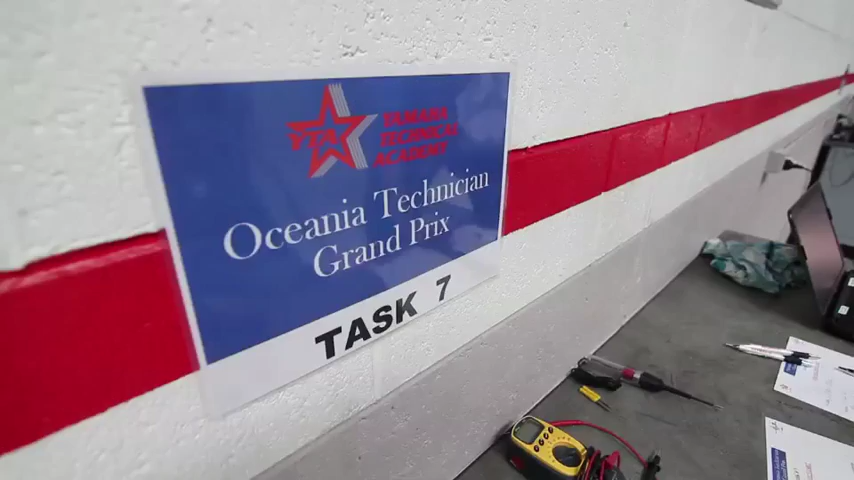 YTA
YAMAHA
TECHNICAL
ACADEMY
Oceania Technician
Grand Prix
TASK 7